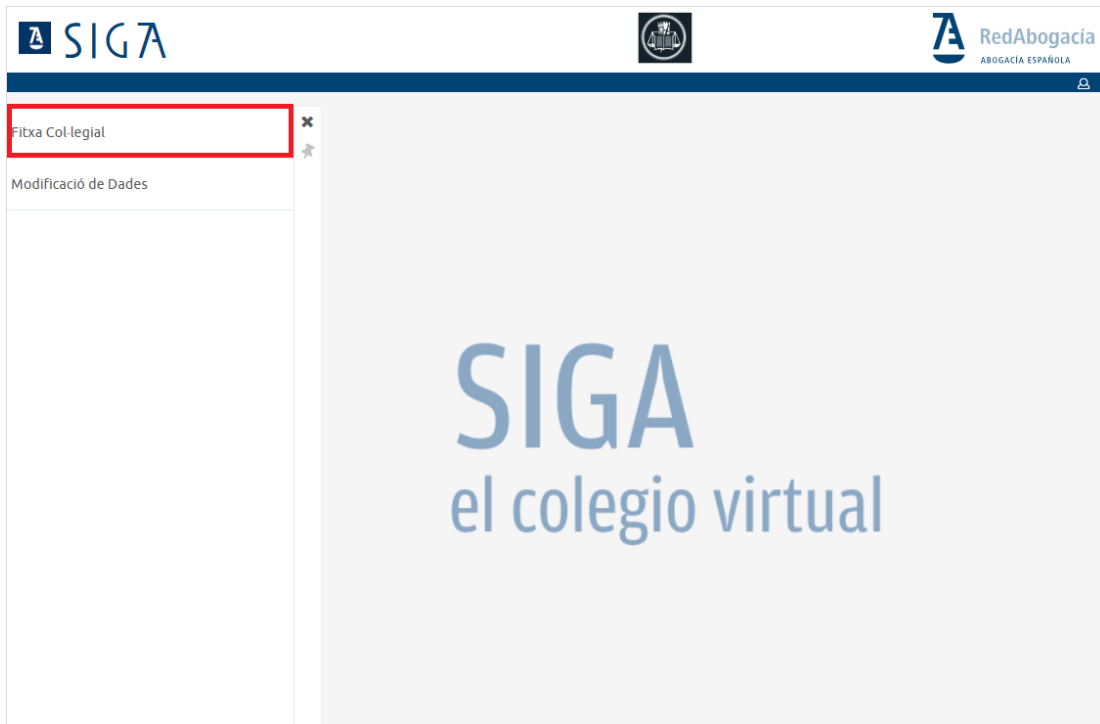 SIGA
RedAbogacía
ABOGACÍA ESPAÑOLA
Fitxa Col·legial
Modificació de Dades
SIGA
el colegio virtual